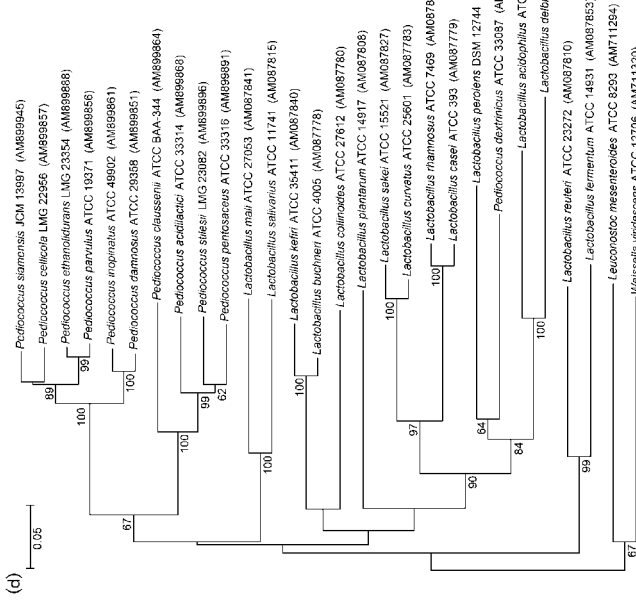 (d)
0.05
Pediococcus siamensis JCM 13997 (AM899945)
Pediococcus cellicola LMG 22956 (AM899857)
Pediococcus ethanolidurans LMG 23354 (AM899888)
Pediococcus parvulus ATCC 19371 (AM899856)
Pediococcus inopinatus ATCC 49902 (AM899861)
Pediococcus damnosus ATCC 29358 (AM899851)
Pediococcus claussenii ATCC BAA-344 (AM899864)
Pediococcus acidilactici ATCC 33314 (AM899868)
Pediococcus stilesii LMG 23082 (AM899896)
Pediococcus pentosaceus ATCC 33316 (AM899891)
Lactobacillus mali ATCC 27053 (AM087841)
Lactobacillus salivarius ATCC 11741 (AM087815)
Lactobacillus kefiri ATCC 35411 (AM087840)
Lactobacillus buchneri ATCC 4005 (AM087778)
Lactobacillus collinoides ATCC 27612 (AM087780)
Lactobacillus plantarum ATCC 14917 (AM087808)
Lactobacillus sakei ATCC 15521 (AM087827)
Lactobacillus curvatus ATCC 25601 (AM087783)
Lactobacillus rhamnosus ATCC 7469 (AM0878
Lactobacillus casei ATCC 393 (AM087779)
Lactobacillus perolens DSM 12744
Pediococcus dextrinicus ATCC 33087
Lactobacillus acidophilus
Lactobacillus
Lactobacillus reuteri ATCC 23272 (AM087810)
Lactobacillus fermentum ATCC 14931 (AM087853)
Leuconostoc mesenteroides ATCC 8293 (AM711294)
89
99
100
100
100
99
62
67
100
100
100
100
97
64
84
100
90
99
67